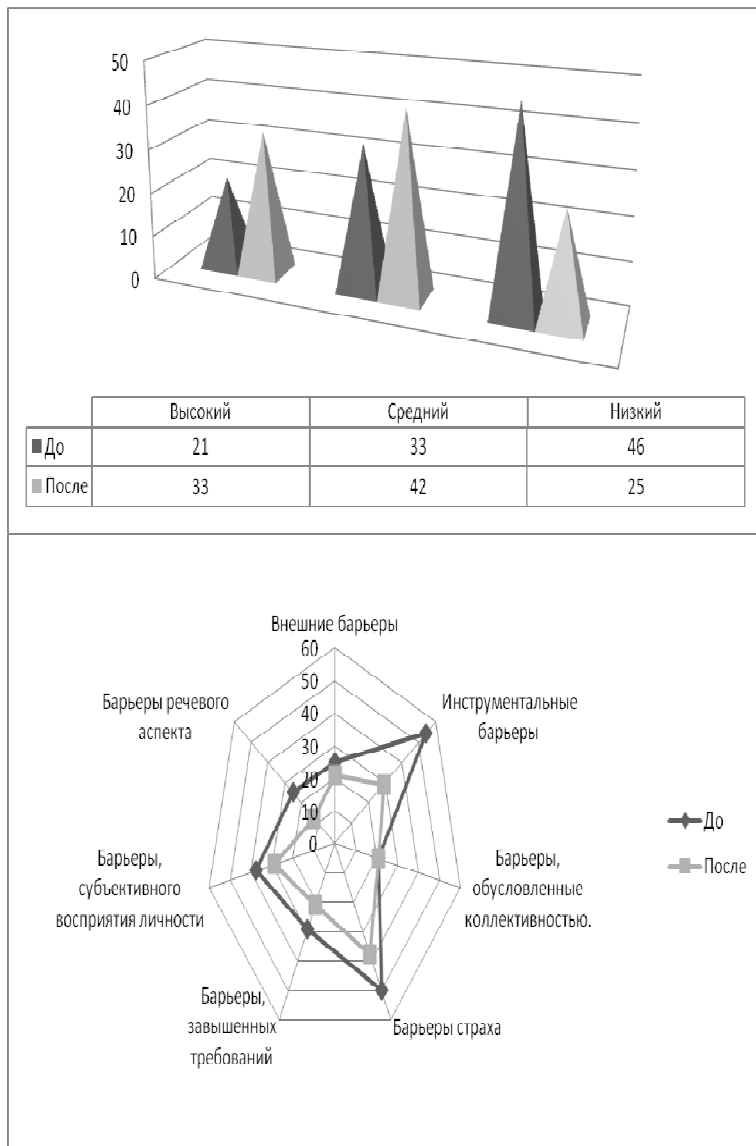 50
40
30
20
10
0
Высокий Средний Низкий
До 21 33 46
После 33 42 25
Внешние барьеры
60
50
40
30
20
10
0
Инструментальные
барьеры
Барьеры,
обусловленные
коллективностью.
Барьеры страха
Барьеры,
завышенных
требований
Барьеры,
субъективного
восприятия личности
Барьеры речевого
аспекта
До
После